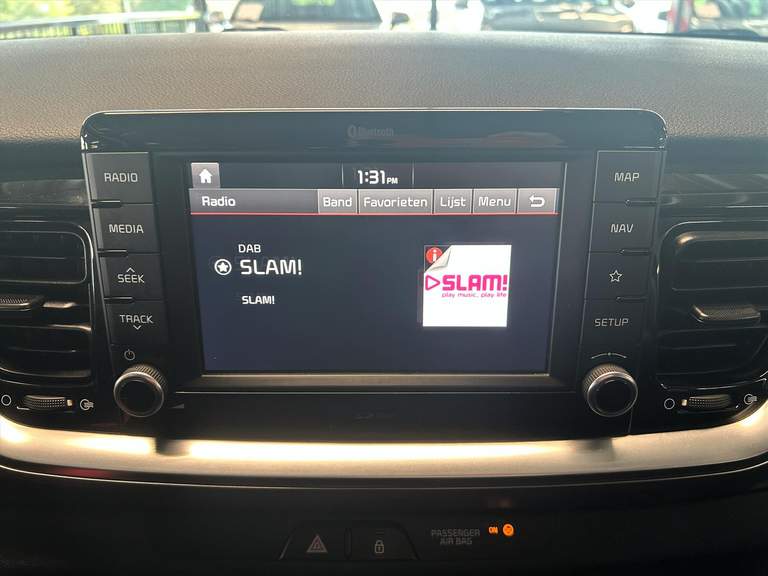 Bluetooth
RADIO
MEDIA
SEEK
TRACK
1:31 PM
Radio
Band
Favorieten
Lijst
Menu
DAB
SLAM!
SLAM!
i
SLAM!
play music, play life
MAP
NAV
SETUP
PASSENGER
AIR BAG
ON